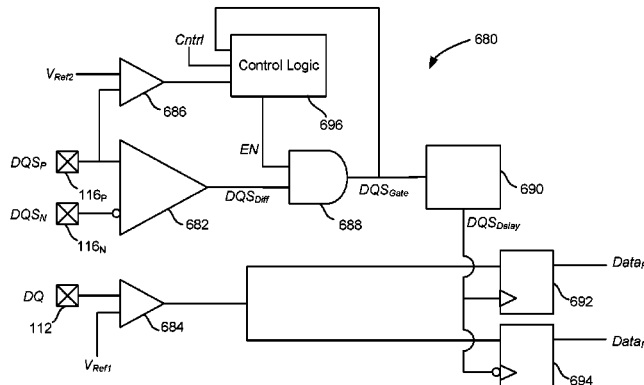 Cntrl
680
Control Logic
VRef2
686
696
EN
DQSP
116P
DQSN
116N
682
DQSDiff
688
DQSGate
690
DQSDelay
DQ
112
684
VRef1
692
694